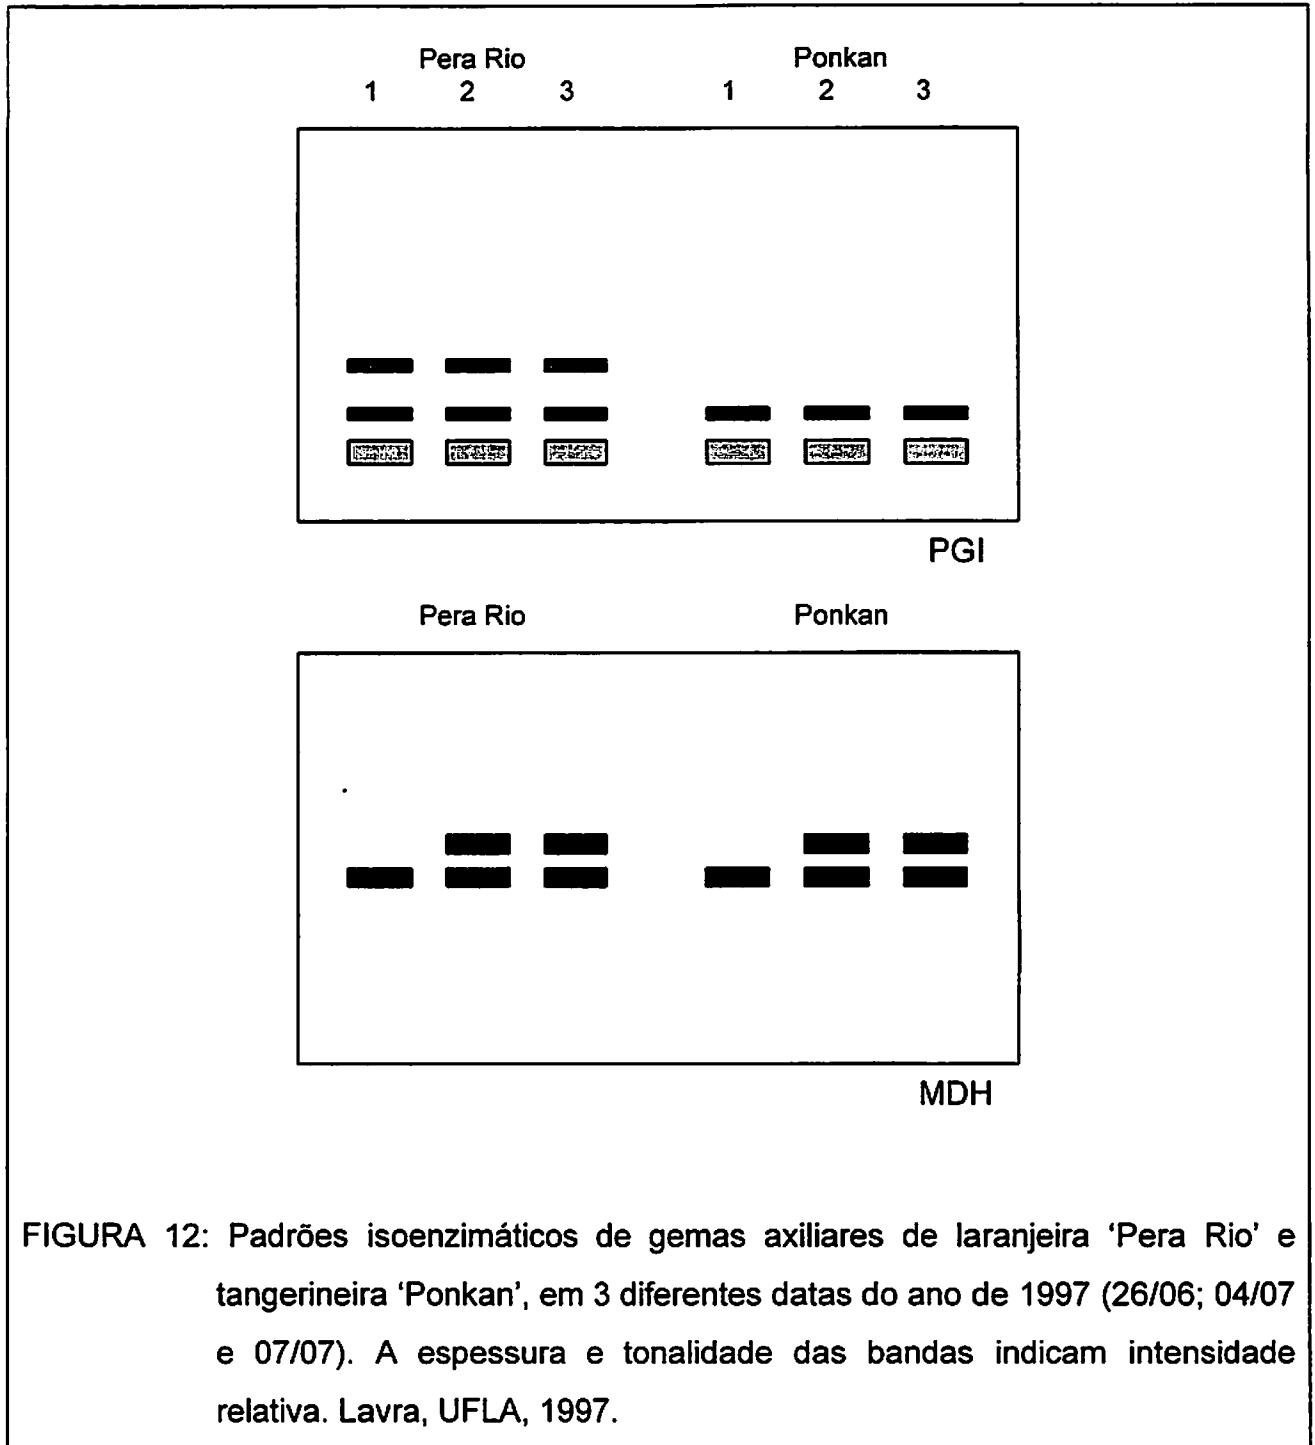 Pera Rio Ponkan
1 2 3 1 2 3
PGI
Pera Rio Ponkan
MDH
FIGURA 12: Padrões isoenzimáticos de gemas axiliares de laranjeira ‘Pera Rio’ e
tangerineira ‘Ponkan’, em 3 diferentes datas do ano de 1997 (26/06; 04/07
e 07/07). A espessura e tonalidade das bandas indicam intensidade
relativa. Lavra, UFLA, 1997.